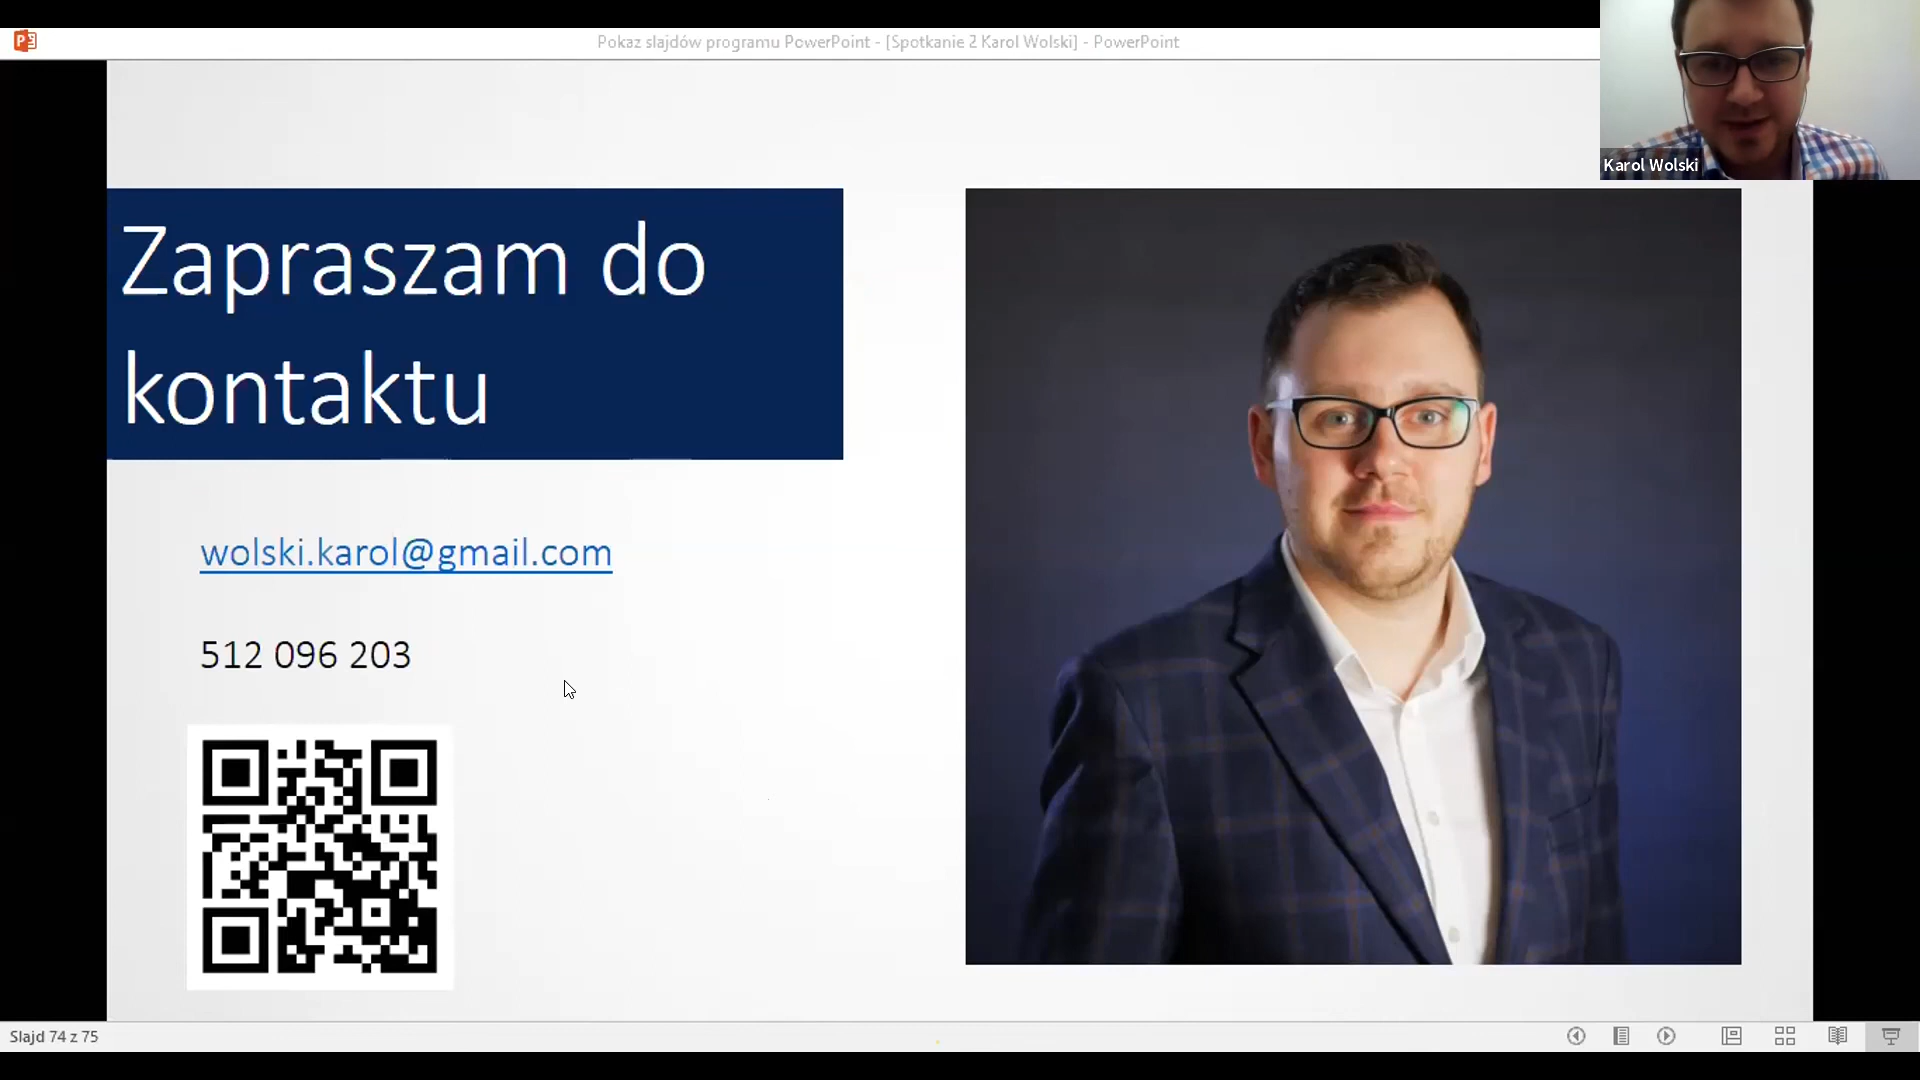 Pokaz slajdów programu PowerPoint - [Spotkanie 2 Karol Wolski] - PowerPoint
Karol Wolski
Zapraszam do
kontaktu
wolski.karol@gmail.com
512 096 203
Slajd 74 z 75